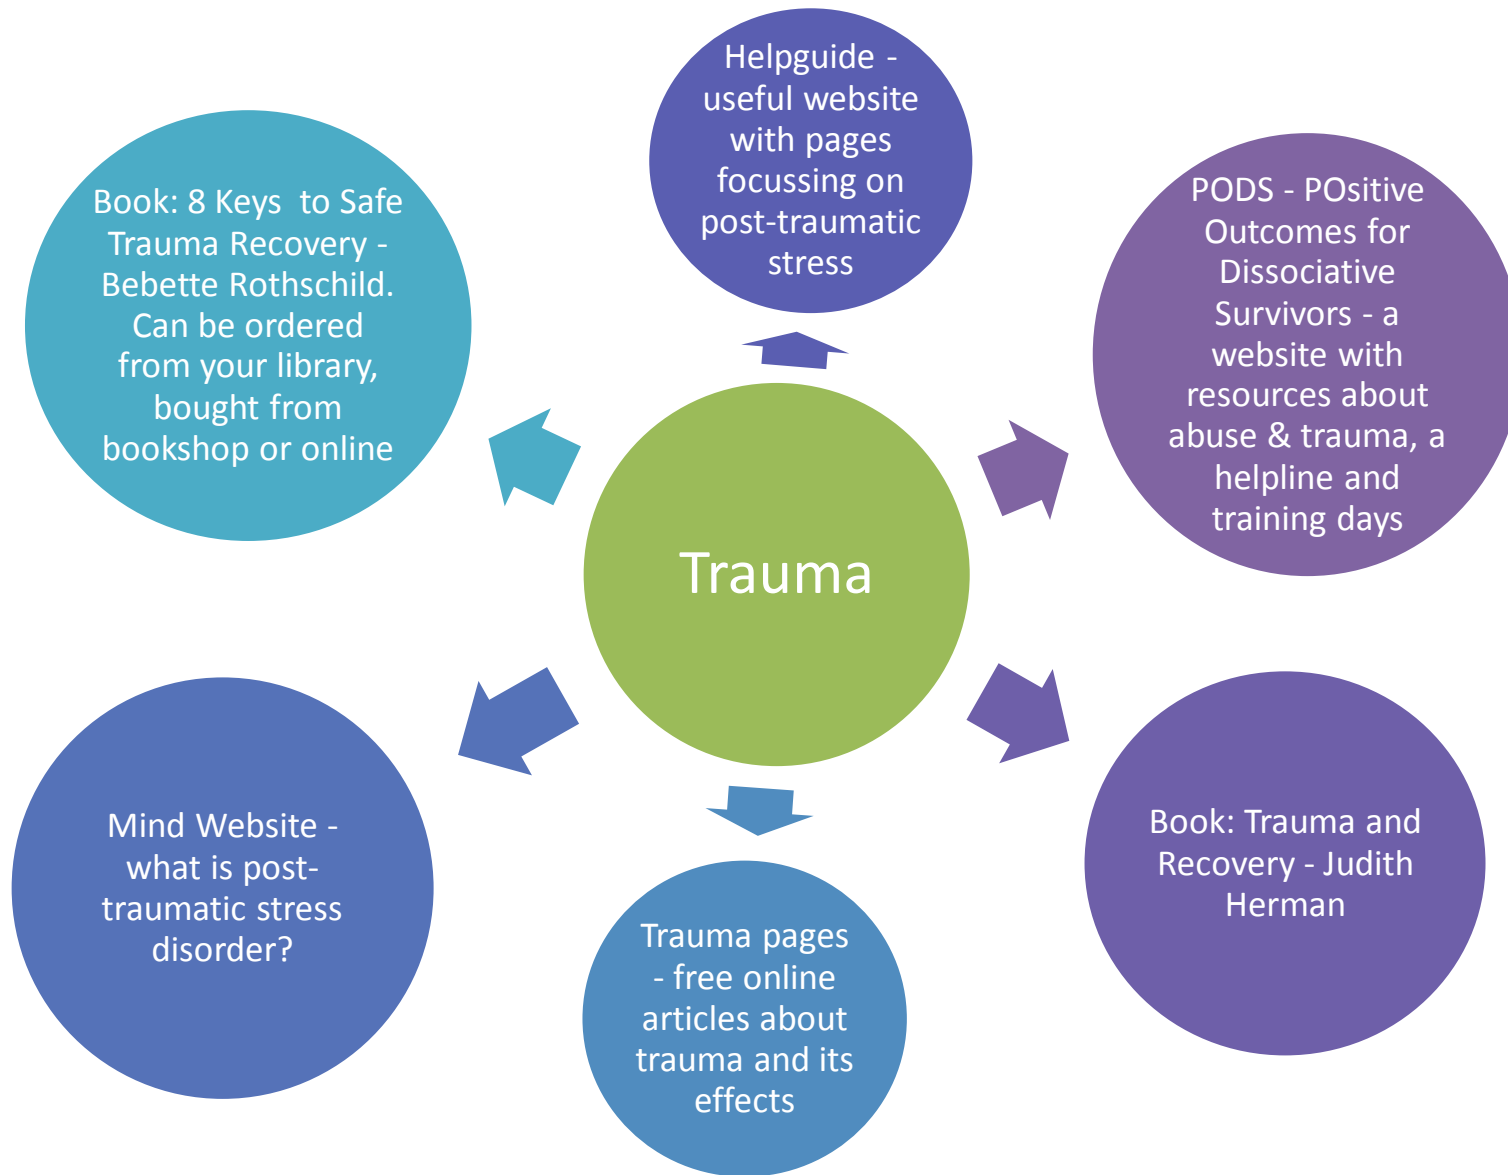 Helpguide -
useful website
with pages
focussing on
post-traumatic
stress
PODS - POsitive
Outcomes for
Dissociative
Survivors - a
website with
resources about
abuse & trauma, a
helpline and
training days
Book: Trauma and
Recovery - Judith
Herman
Trauma pages
- free online
articles about
trauma and its
effects
Mind Website -
what is post-
traumatic stress
disorder?
Book: 8 Keys  to Safe
Trauma Recovery -
Bebette Rothschild.
Can be ordered
from your library,
bought from
bookshop or online
Trauma